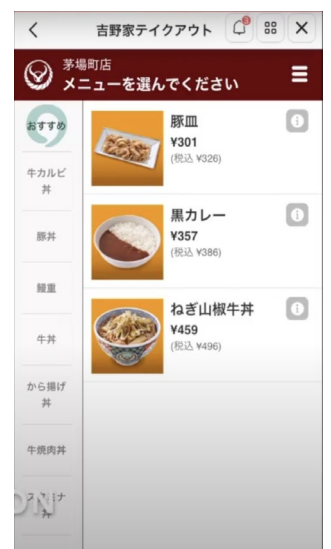 吉野家テイクアウト
茅場町店
メニューを選んでください
おすすめ
牛カルビ
丼
豚丼
鰻重
牛丼
から揚げ
丼
牛焼肉丼
丼
豚皿
¥301
(税込 ¥326)
黒カレー
¥357
(税込 ¥386)
ねぎ山椒牛丼
¥459
(税込 ¥496)
ON